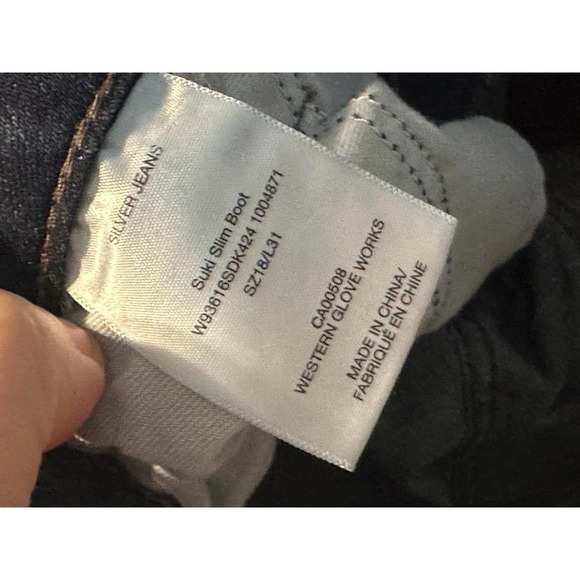 SILVER JEANS
Suki Slim Boot
W93616SDK424 1004871
SZ18/L31
CA00508
WESTERN GLOVE WORKS
MADE IN CHINA/
FABRIQUÉ EN CHINE